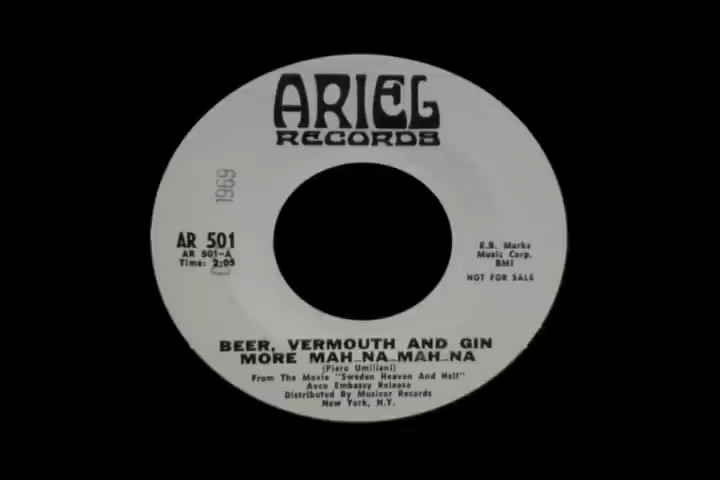 ARIEL
RECORDS
1969
AR 501
AR 501-A
Time: 2:05
E.B. Marks
Music Corp.
BMI
NOT FOR SALE
BEER, VERMOUTH AND GIN
MORE MAH-NA-MAH-NA
(Piero Umiliani)
From The Movie "Sweden Heaven And Hell"
Avco Embassy Release
Distributed By Musicor Records
New York, N.Y.